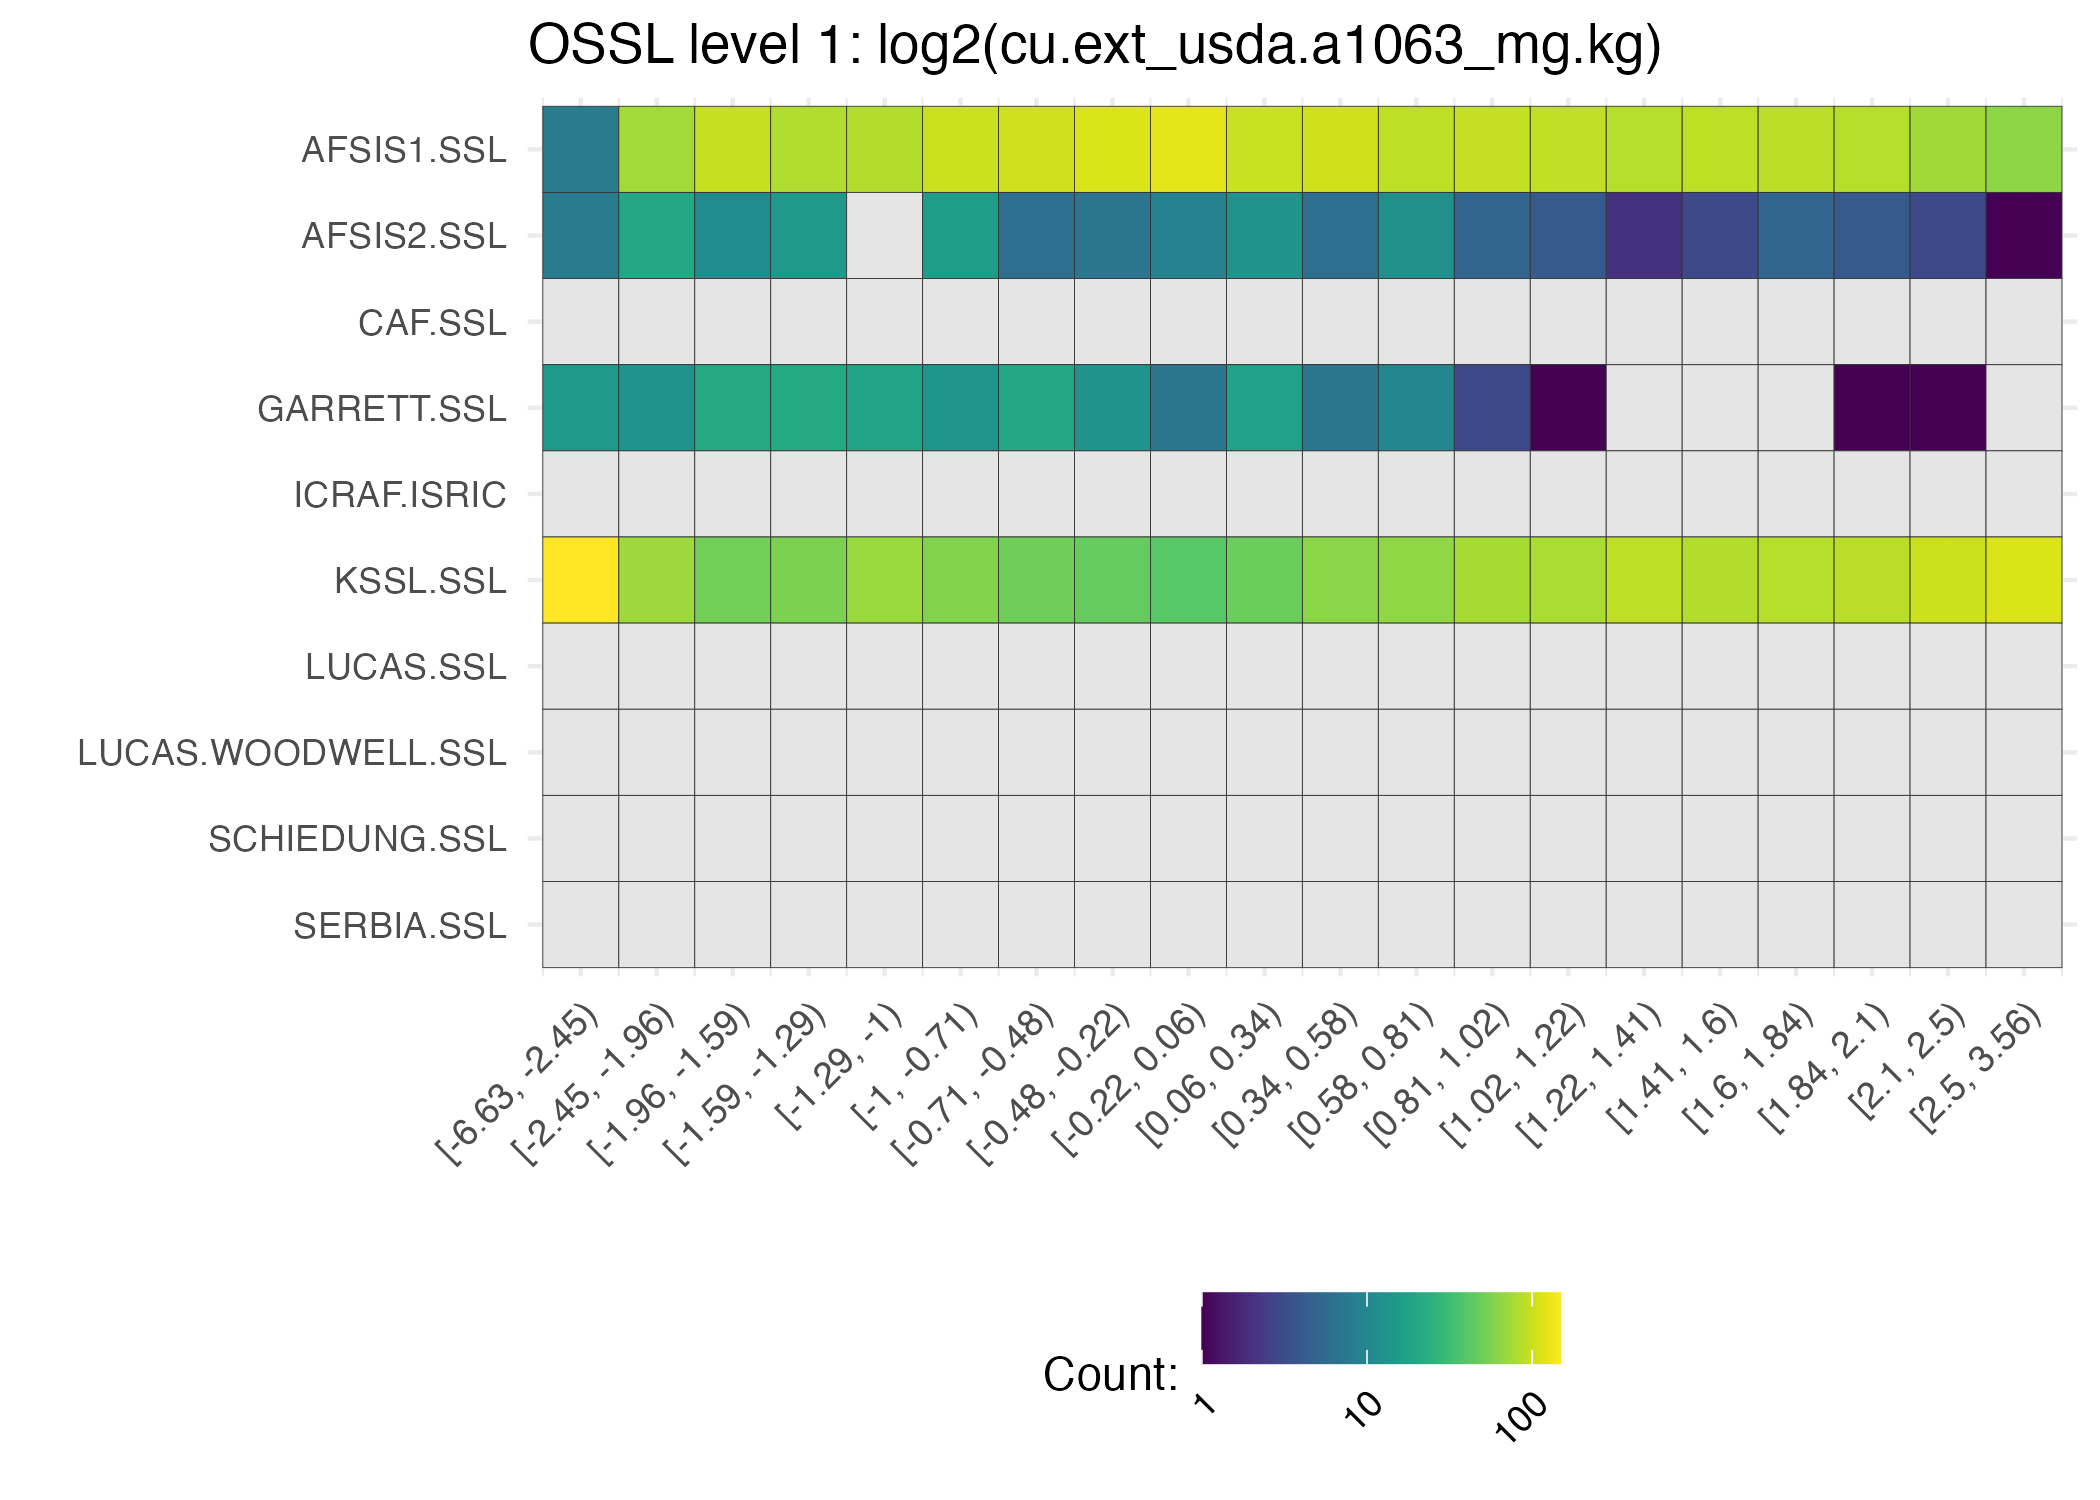 OSSL level 1: log2(cu.ext_usda.a1063_mg.kg)
AFSIS1.SSL
AFSIS2.SSL
CAF.SSL
GARRETT.SSL
ICRAF.ISRIC
KSSL.SSL
LUCAS.SSL
LUCAS.WOODWELL.SSL
SCHIEDUNG.SSL
SERBIA.SSL
[-6.63, -2.45)
[-2.45, -1.96)
[-1.96, -1.59)
[-1.59, -1.29)
[-1.29, -1)
[-1, -0.71)
[-0.71, -0.48)
[-0.48, -0.22)
[-0.22, 0.06)
[0.06, 0.34)
[0.34, 0.58)
[0.58, 0.81)
[0.81, 1.02)
[1.02, 1.22)
[1.22, 1.41)
[1.41, 1.6)
[1.6, 1.84)
[1.84, 2.1)
[2.1, 2.5)
[2.5, 3.56)
Count:
1
10
100